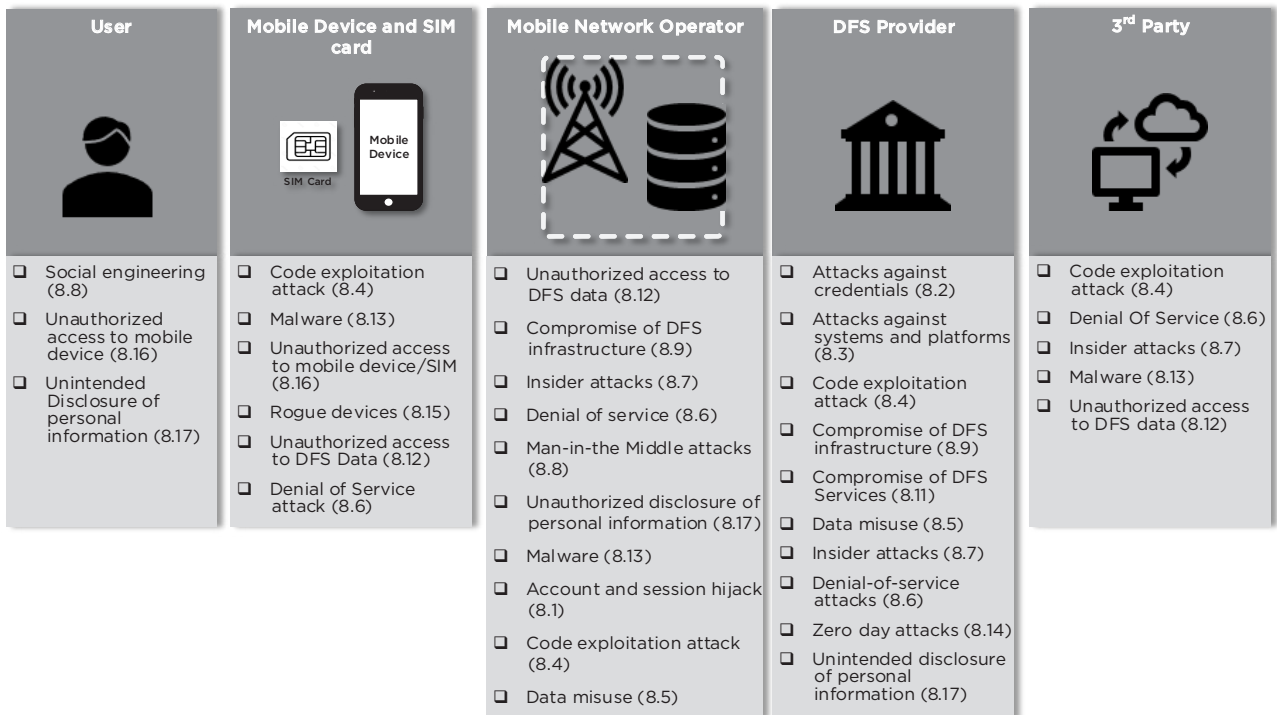 User
Social engineering
(8.8)
Unauthorized
access to mobile
device (8.16)
Unintended
Disclosure of
personal
information (8.17)
Mobile Device and SIM
card
Mobile
Device
SIM Card
Code exploitation
attack (8.4)
Malware (8.13)
Unauthorized access
to mobile device/SIM
(8.16)
Rogue devices (8.15)
Unauthorized access
to DFS Data (8.12)
Denial of Service
attack (8.6)
Mobile Network Operator
Unauthorized access to
DFS data (8.12)
Compromise of DFS
infrastructure (8.9)
Insider attacks (8.7)
Denial of service (8.6)
Man-in-the Middle attacks
(8.8)
Unauthorized disclosure of
personal information (8.17)
Malware (8.13)
Account and session hijack
(8.1)
Code exploitation attack
(8.4)
Data misuse (8.5)
DFS Provider
Attacks against
credentials (8.2)
Attacks against
systems and platforms
(8.3)
Code exploitation
attack (8.4)
Compromise of DFS
infrastructure (8.9)
Compromise of DFS
Services (8.11)
Data misuse (8.5)
Insider attacks (8.7)
Denial-of-service
attacks (8.6)
Zero day attacks (8.14)
Unintended disclosure
of personal
information (8.17)
3rd Party
Code exploitation
attack (8.4)
Denial Of Service (8.6)
Insider attacks (8.7)
Malware (8.13)
Unauthorized access
to DFS data (8.12)